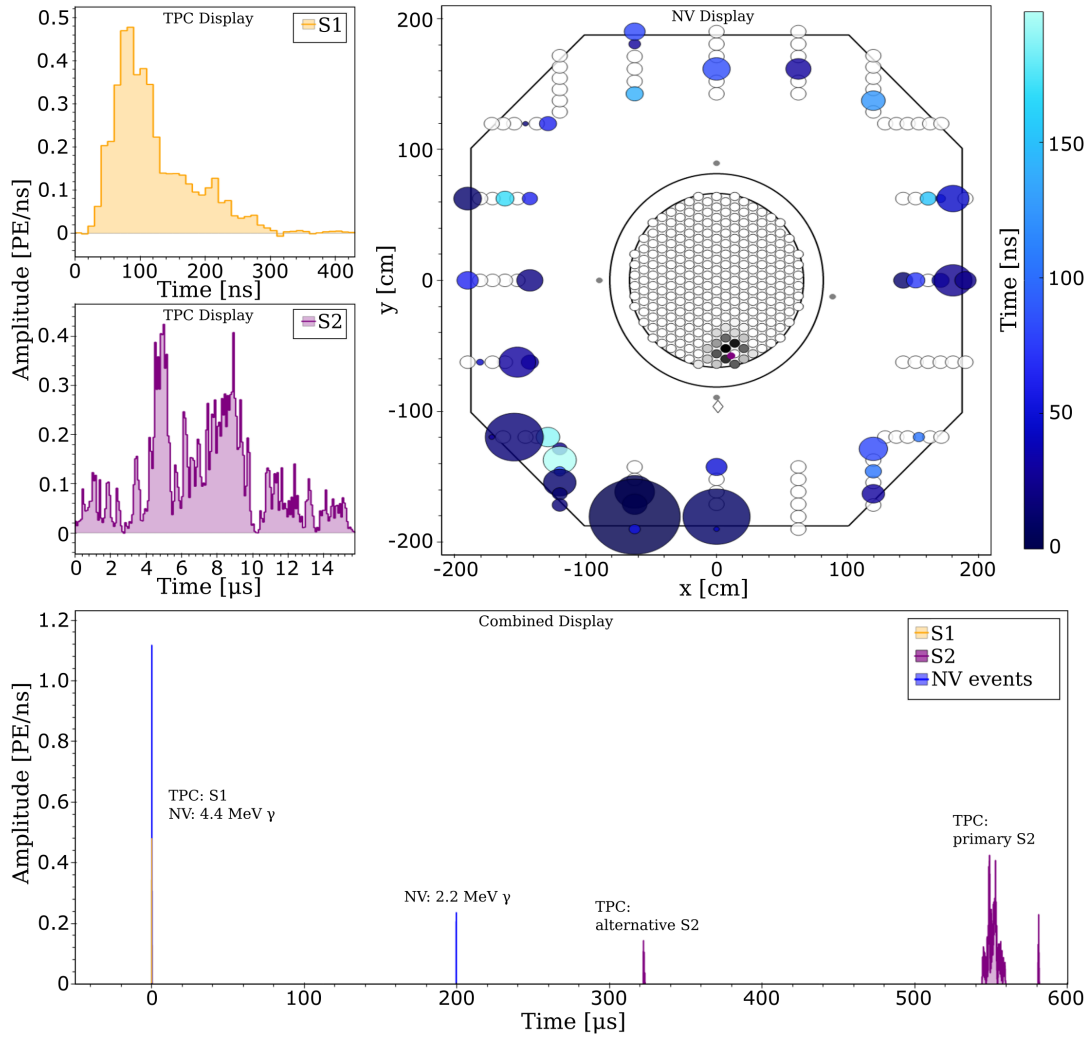 TPC Display
S1
0.5
0.4
0.3
0.2
0.1
0
0 100 200 300 400
Time [ns]
TPC Display
S2
0.4
0.3
0.2
0.1
0
0 2 4 6 8 10 12 14
Time [μs]
Amplitude [PE/ns]
NV Display
200
100
0
-100
-200
y [cm]
-200 -100 0 100 200
x [cm]
150
100
50
0
Time [ns]
Combined Display
S1
S2
NV events
1.2
1.0
0.8
0.6
0.4
0.2
0
Amplitude [PE/ns]
TPC: S1
NV: 4.4 MeV γ
NV: 2.2 MeV γ
TPC:
alternative S2
TPC:
primary S2
0 100 200 300 400 500 600
Time [μs]